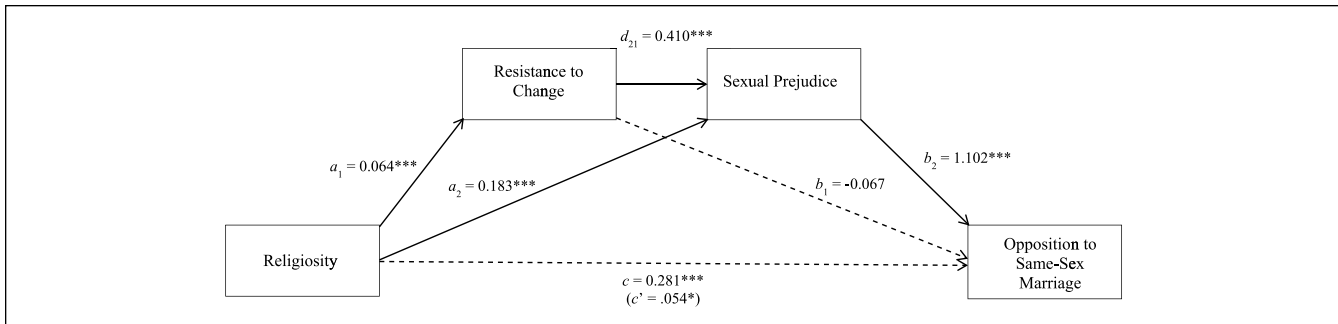 d21 = 0.410***
Resistance to
Change
Sexual Prejudice
a1 = 0.064***
a2 = 0.183***
b1 = -0.067
b2 = 1.102***
Religiosity
Opposition to
Same-Sex
Marriage
c = 0.281***
(c’ = .054*)